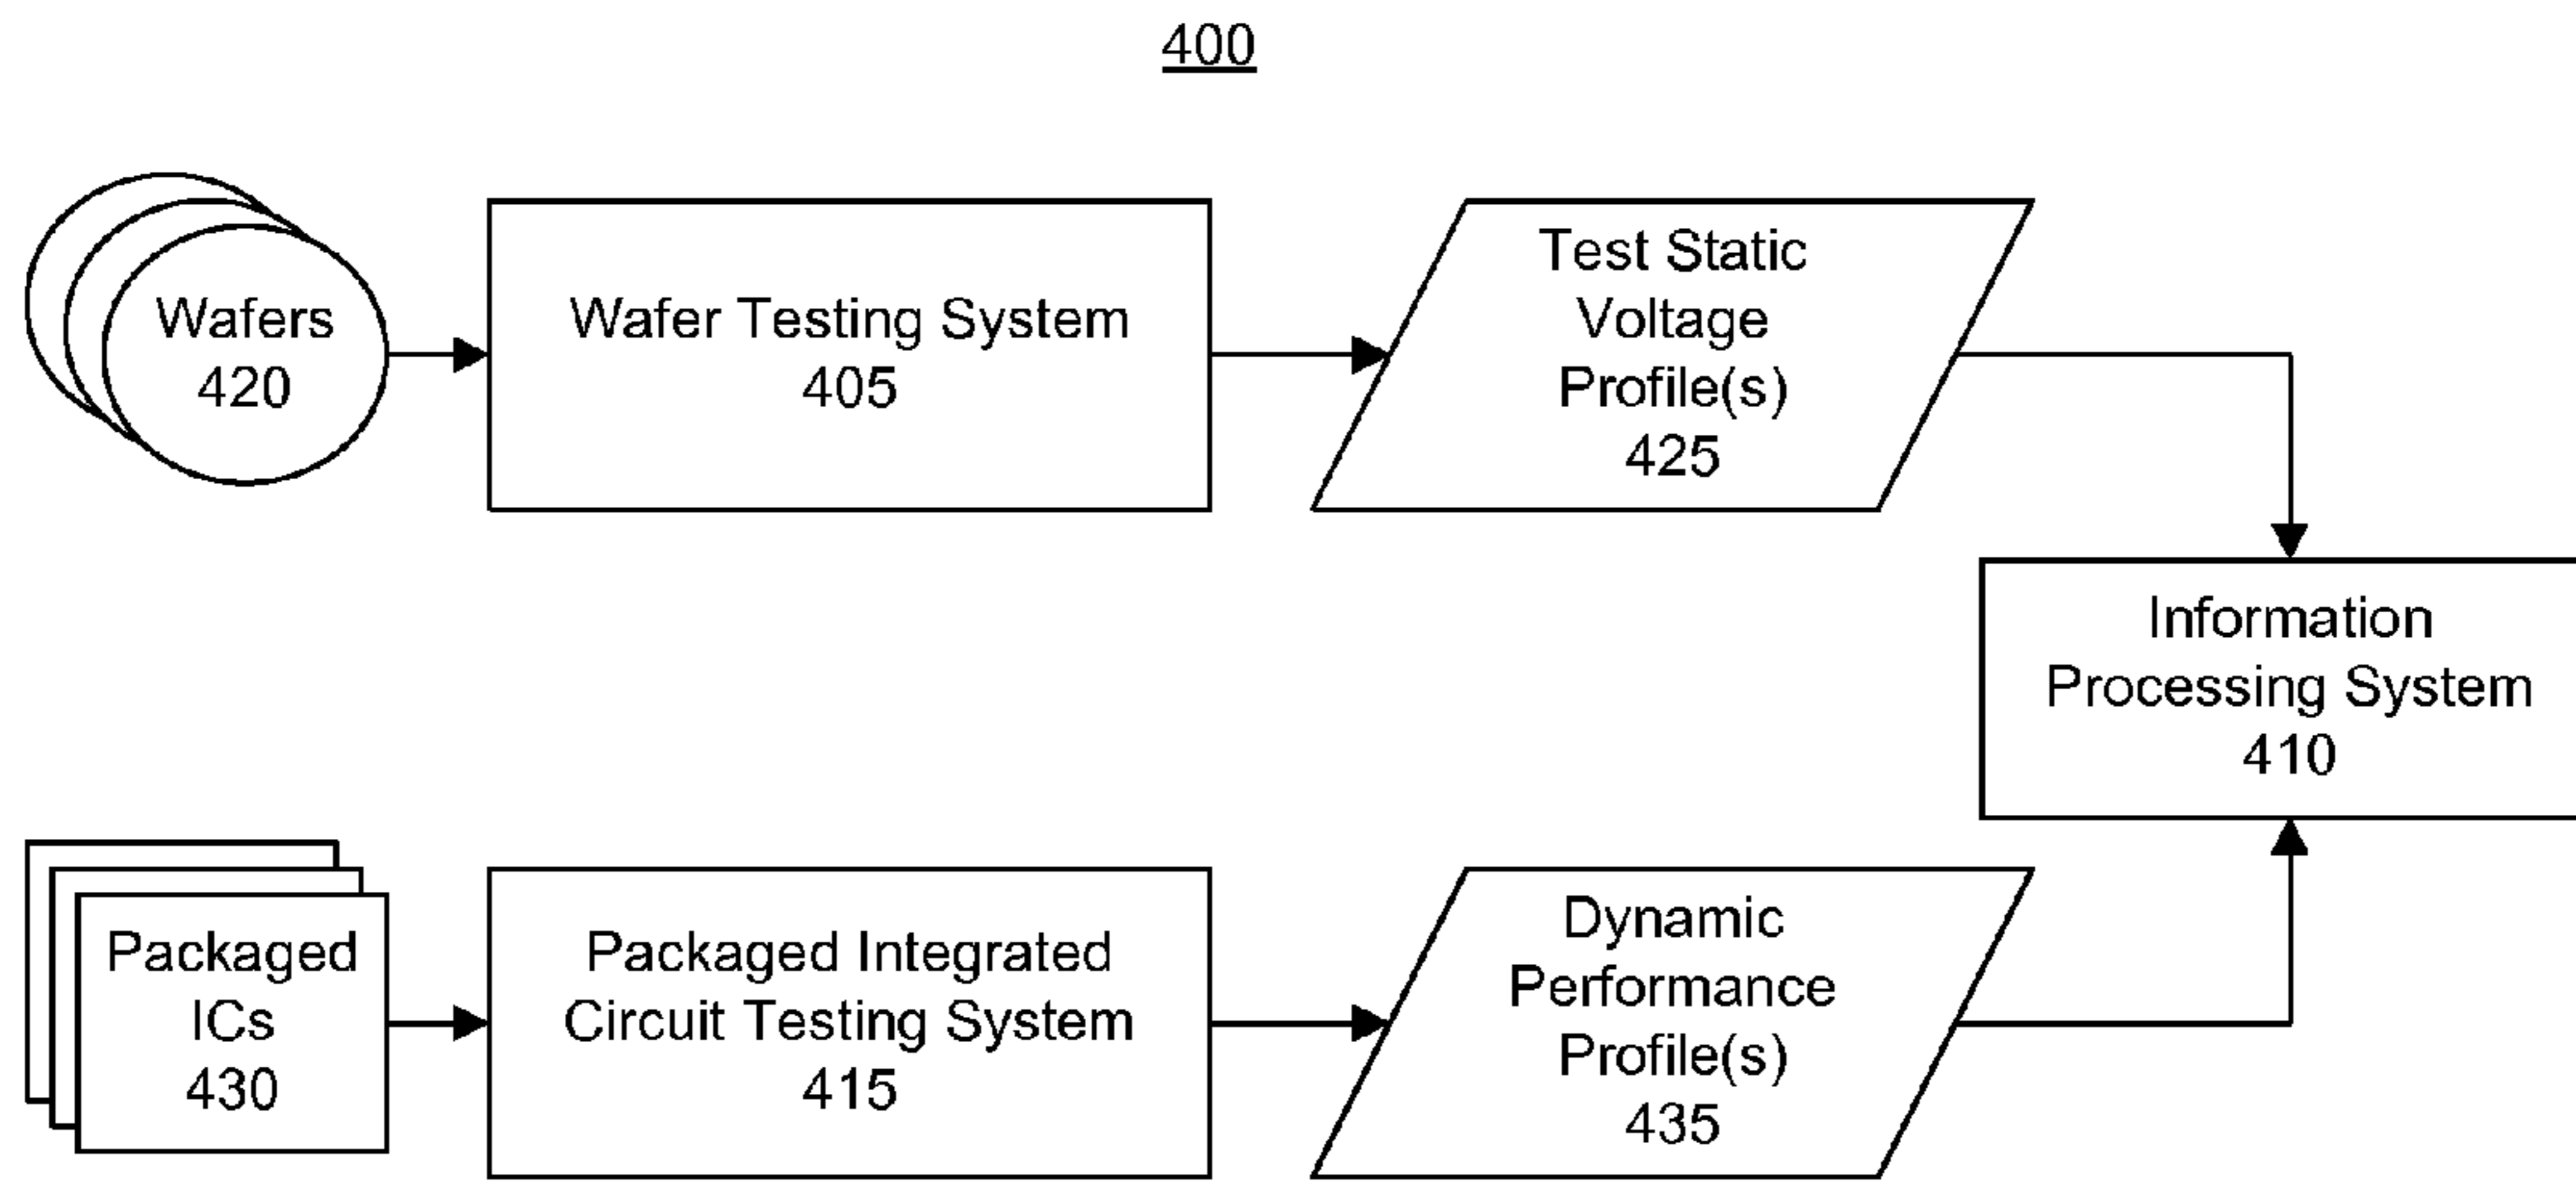 400
Wafers
420
Wafer Testing System
405
Test Static
Voltage
Profile(s)
425
Information
Processing System
410
Packaged
ICs
430
Packaged Integrated
Circuit Testing System
415
Dynamic
Performance
Profile(s)
435